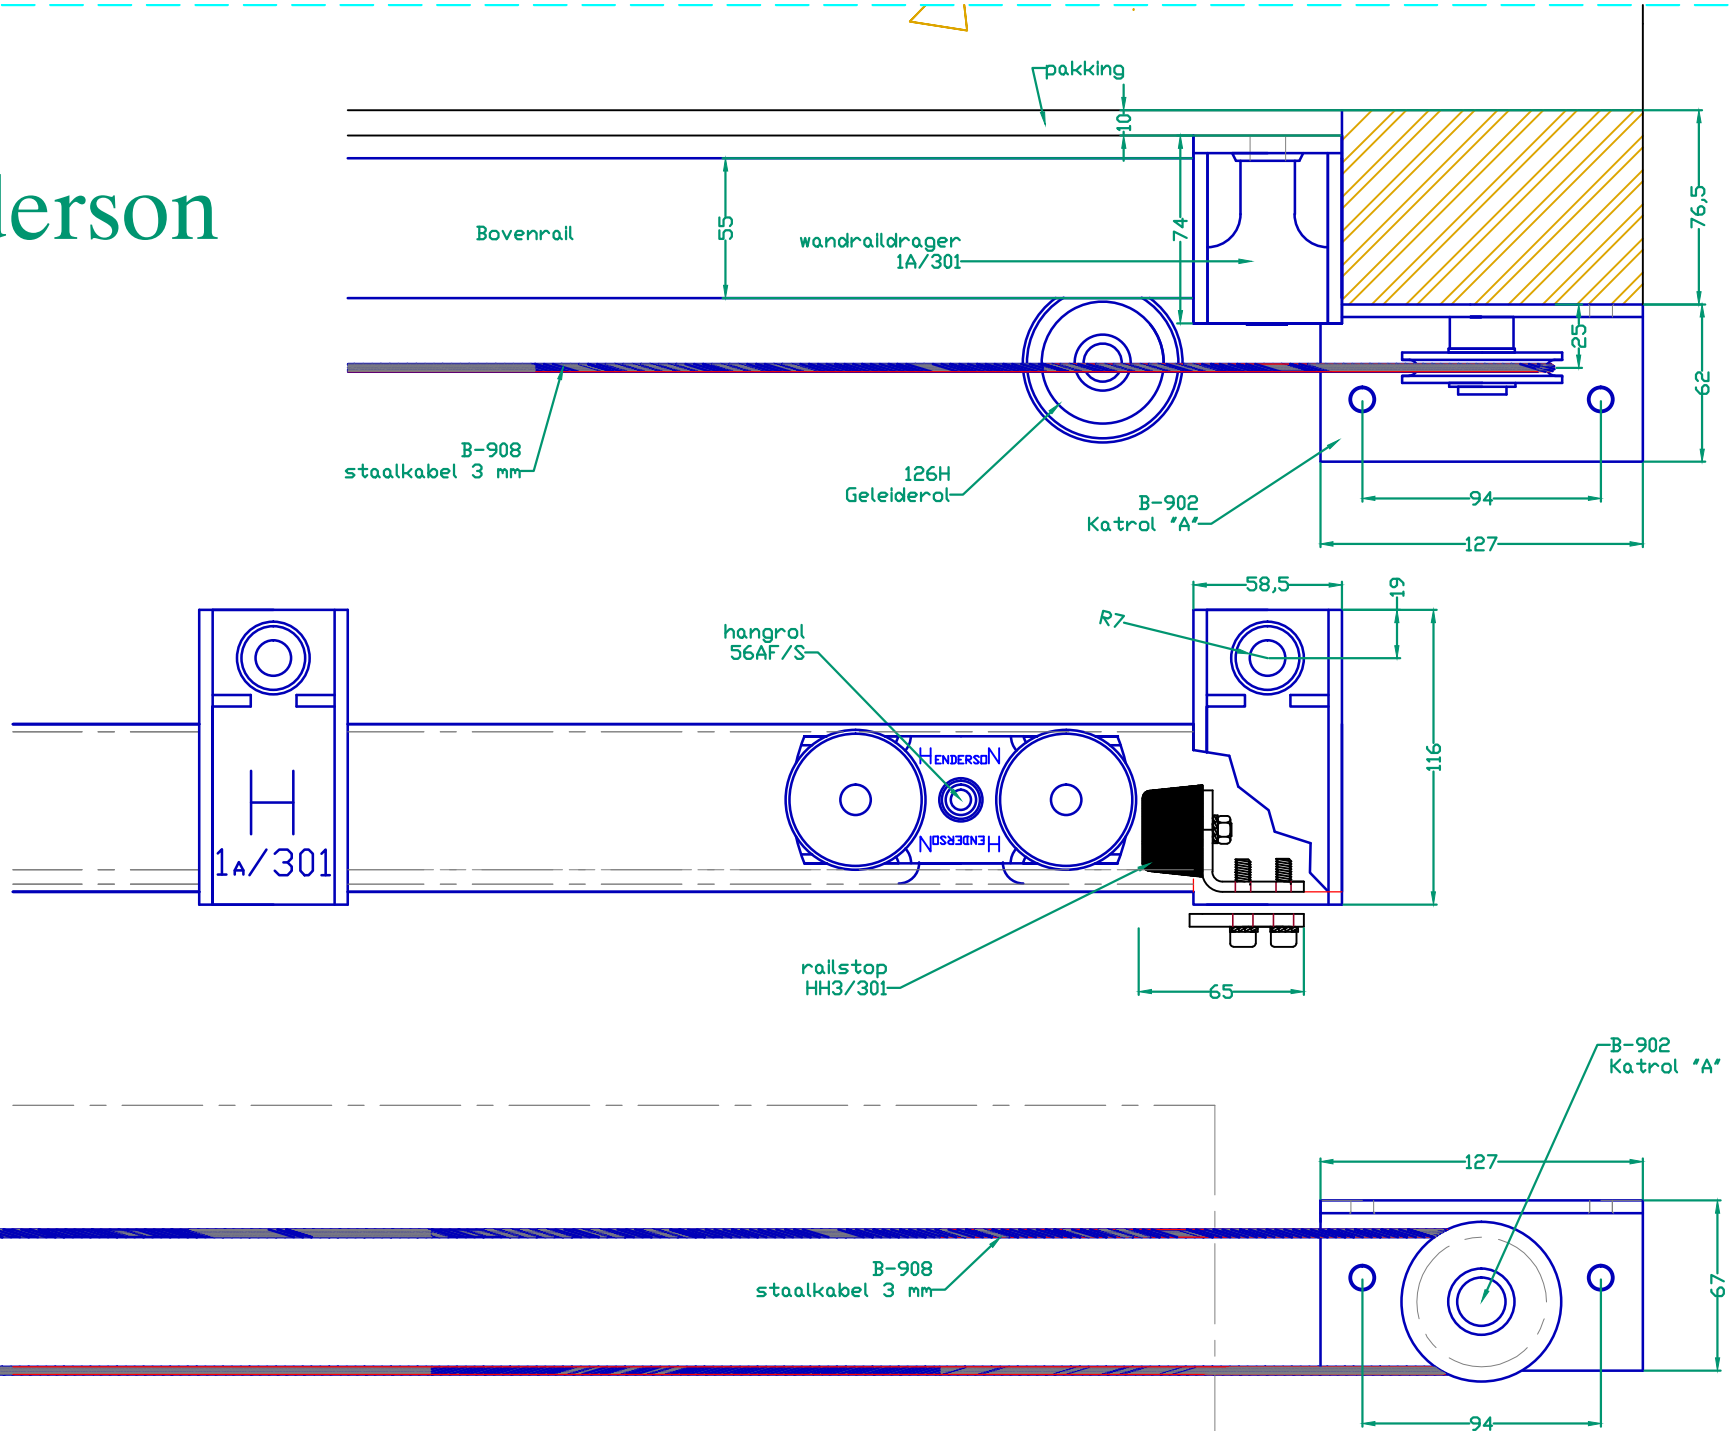 pakking
10
derson
Bovenrail
55
wandraildrager
1A/301
74
76,5
25
62
B-908
staalkabel 3 mm
126H
Geleiderol
B-902
Katrol "A"
94
127
58,5
19
R7
hangrol
56AF/S
HENDERSON
HENDERSON
116
H
1A/301
railstop
HH3/301
65
B-902
Katrol "A"
127
B-908
staalkabel 3 mm
67
94